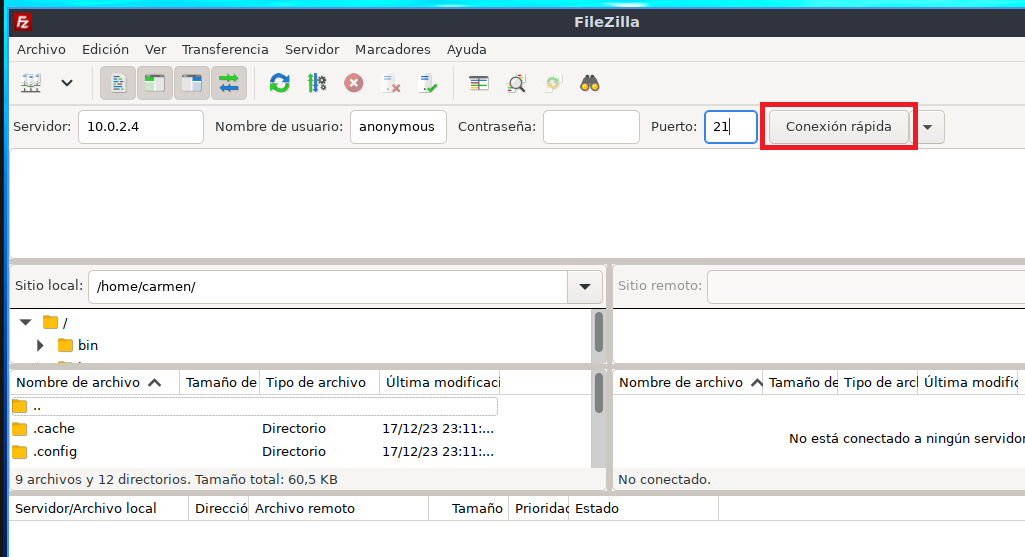 FileZilla
Archivo Edición Ver Transferencia Servidor Marcadores Ayuda
Servidor: 10.0.2.4 Nombre de usuario: anonymous Contraseña: Puerto: 21 Conexión rápida
Sitio local: /home/carmen/ Sitio remoto:
/
bin
Nombre de archivo Tamaño de Tipo de archivo Última modificaci Nombre de archivo Tamaño de Tipo de arcl Última modific
..
.cache Directorio 17/12/23 23:11:...
No está conectado a ningún servidor
.config Directorio 17/12/23 23:11:...
9 archivos y 12 directorios. Tamaño total: 60,5 KB No conectado.
Servidor/Archivo local Direcció Archivo remoto Tamaño Prioridad Estado